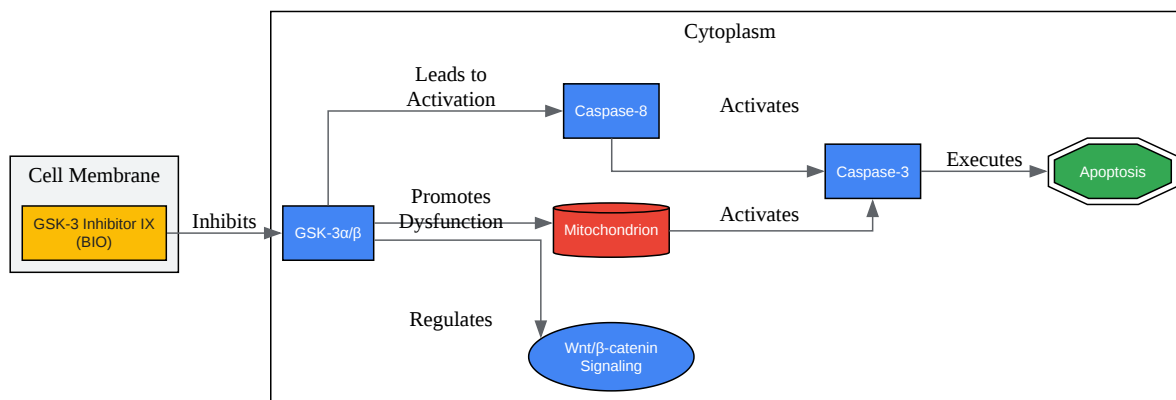 Cytoplasm
Leads to
Activation
Caspase-8
Activates
Cell Membrane
GSK-3 Inhibitor IX
(BIO)
Inhibits
GSK-3α/β
Promotes
Dysfunction
Mitochondrion
Activates
Caspase-3
Executes
Apoptosis
Regulates
Wnt/β-catenin
Signaling